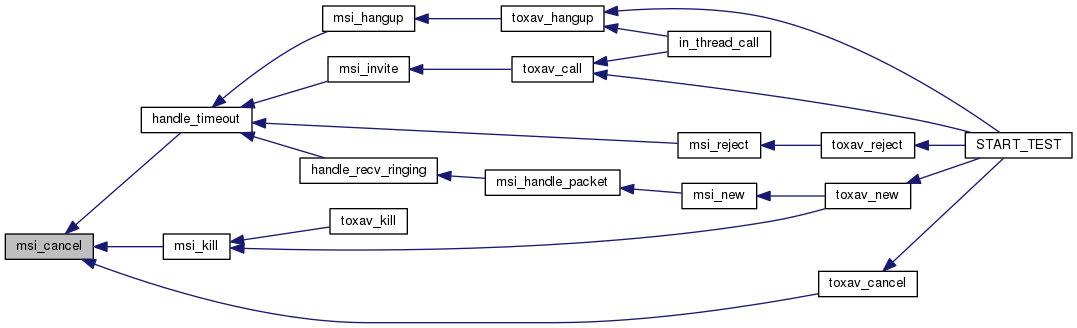 msi_hangup
toxav_hangup
in_thread_call
msi_invite
toxav_call
handle_timeout
msi_reject
toxav_reject
START_TEST
handle_recv_ringing
msi_handle_packet
msi_new
toxav_new
toxav_kill
msi_cancel
msi_kill
toxav_cancel